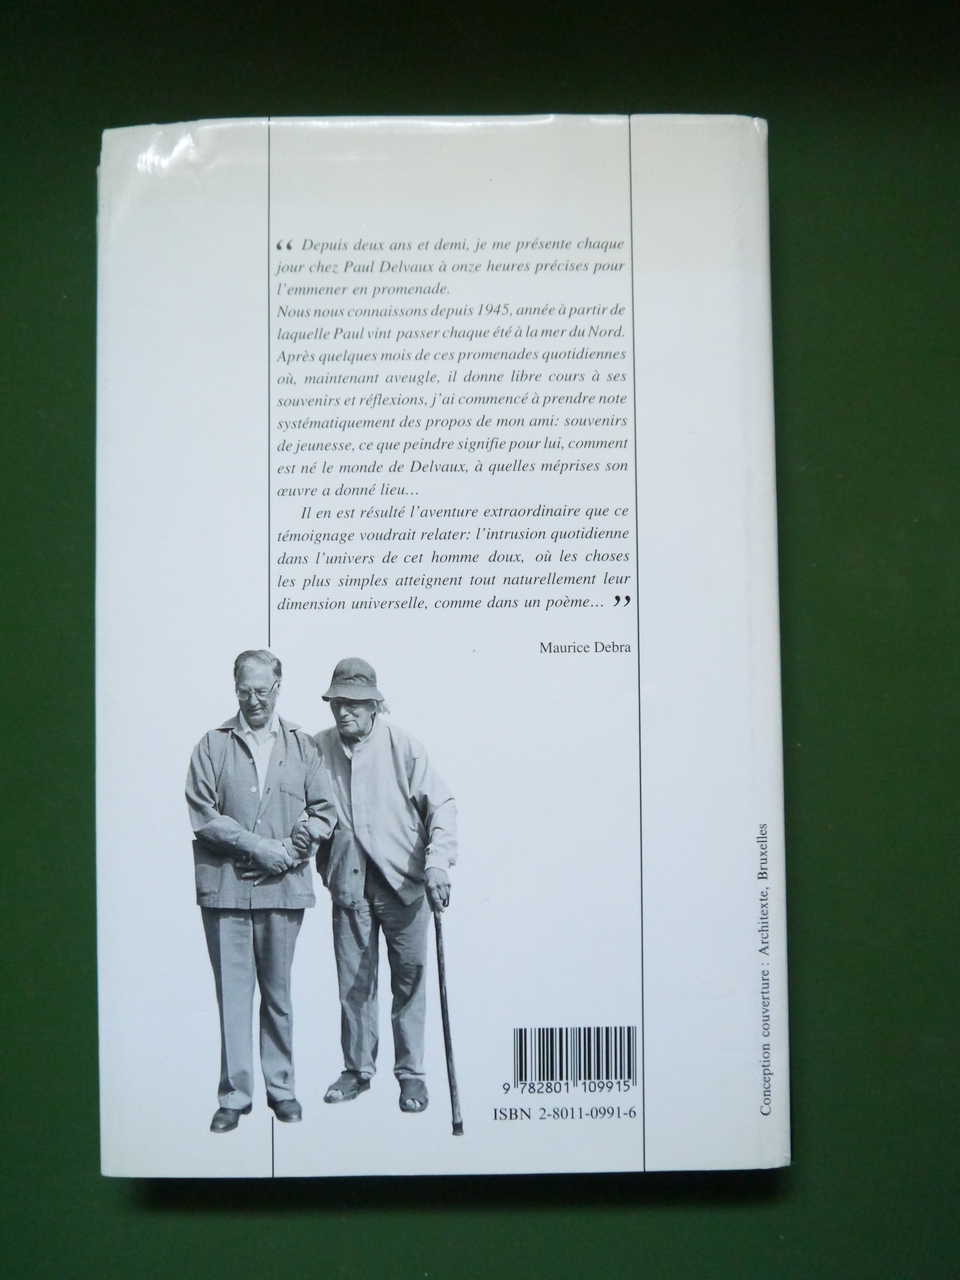 “ Depuis deux ans et demi, je me présente chaque
jour chez Paul Delvaux à onze heures précises pour
l'emmener en promenade.
Nous nous connaissons depuis 1945, année à partir de
laquelle Paul vint passer chaque été à la mer du Nord.
Après quelques mois de ces promenades quotidiennes
où, maintenant aveugle, il donne libre cours à ses
souvenirs et réflexions, j'ai commencé à prendre note
systématiquement des propos de mon ami: souvenirs
de jeunesse, ce que peindre signifie pour lui, comment
est né le monde de Delvaux, à quelles méprises son
œuvre a donné lieu...
Il en est résulté l'aventure extraordinaire que ce
témoignage voudrait relater: l'intrusion quotidienne
dans l'univers de cet homme doux, où les choses
les plus simples atteignent tout naturellement leur
dimension universelle, comme dans un poème... ”
Maurice Debra
9 782801 109915
ISBN 2-8011-0991-6
Conception couverture : Architexte, Bruxelles